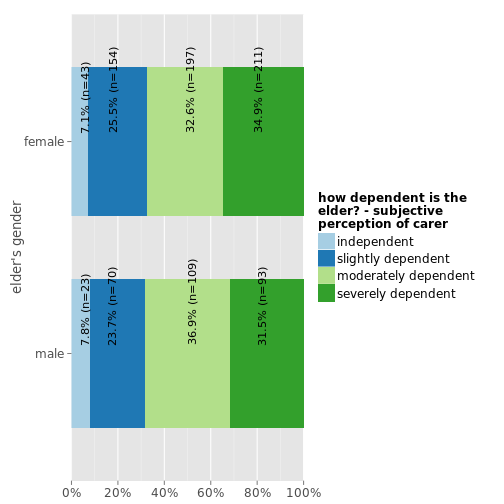 7.1% (n=43)
25.5% (n=154)
32.6% (n=197)
34.9% (n=211)
female
7.8% (n=23)
23.7% (n=70)
36.9% (n=109)
31.5% (n=93)
male
elder's gender
0%
20%
40%
60%
80%
100%
how dependent is the
elder? - subjective
perception of carer
independent
slightly dependent
moderately dependent
severely dependent